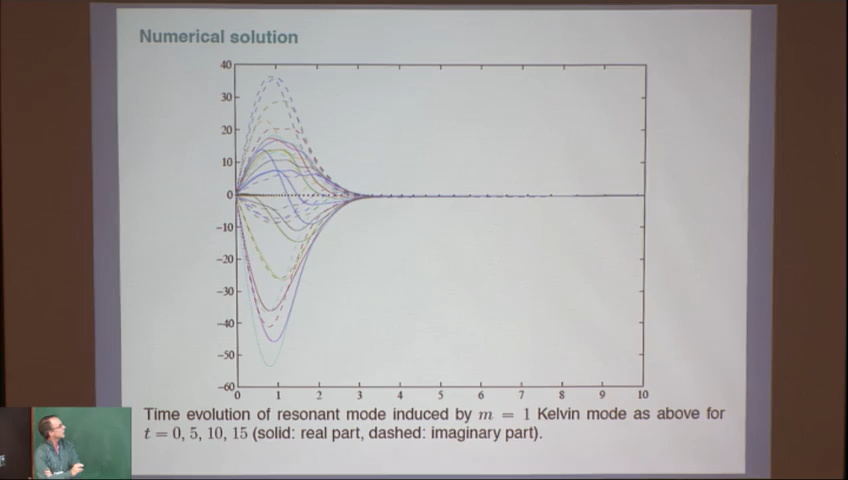 Numerical solution
40
30
20
10
0
−10
−20
−30
−40
−50
−60
0 1 2 3 4 5 6 7 8 9 10
Time evolution of resonant mode induced by m = 1 Kelvin mode as above for
t = 0, 5, 10, 15 (solid: real part, dashed: imaginary part).